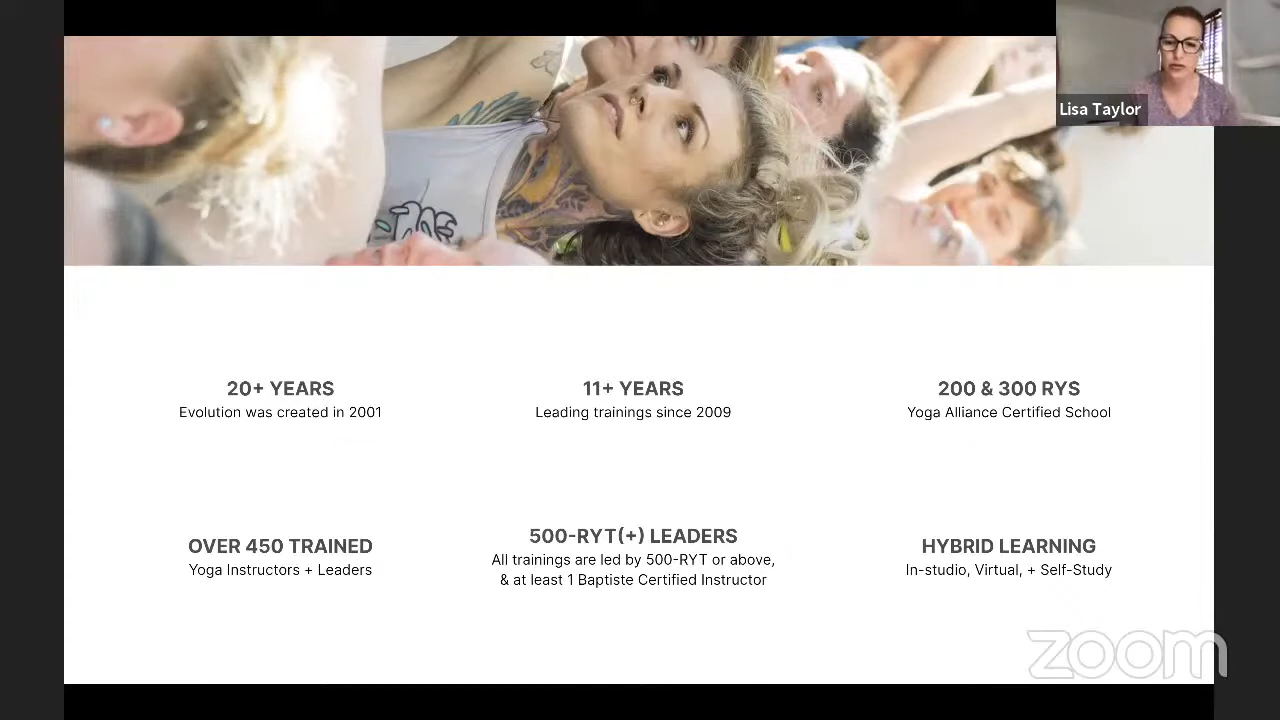 Lisa Taylor
20+ YEARS
Evolution was created in 2001
11+ YEARS
Leading trainings since 2009
200 & 300 RYS
Yoga Alliance Certified School
OVER 450 TRAINED
Yoga Instructors + Leaders
500-RYT(+) LEADERS
All trainings are led by 500-RYT or above,
& at least 1 Baptiste Certified Instructor
HYBRID LEARNING
In-studio, Virtual, + Self-Study
zoom